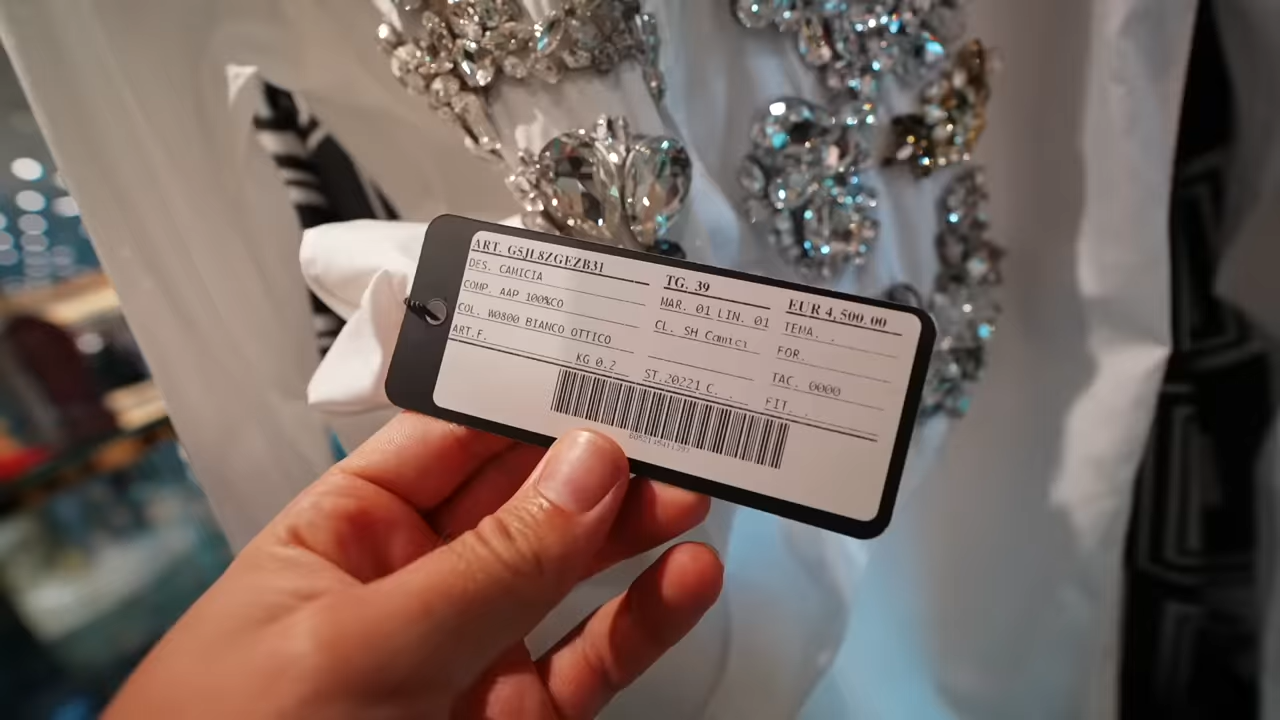 ART. G5JL8ZGEZB31 TG. 39 EUR 4,500.00
DES. CAMICIA MAR. 01 LIN. 01 TEMA. .
COMP. AAP 100%CO CL. SH Camici FOR.
COL. W0800 BIANCO OTTICO TAC. 0000
ART.F. KG 0.2 ST.20221 C. . FIT. .